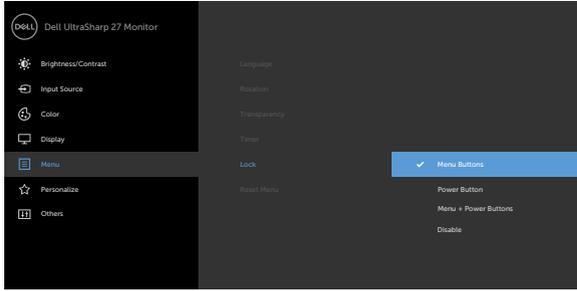 DELL Dell UltraSharp 27 Monitor
Brightness/Contrast
Input Source
Color
Display
Menu
Personalize
Others
Language
Rotation
Transparency
Timer
Lock
Reset Menu
Menu Buttons
Power Button
Menu + Power Buttons
Disable